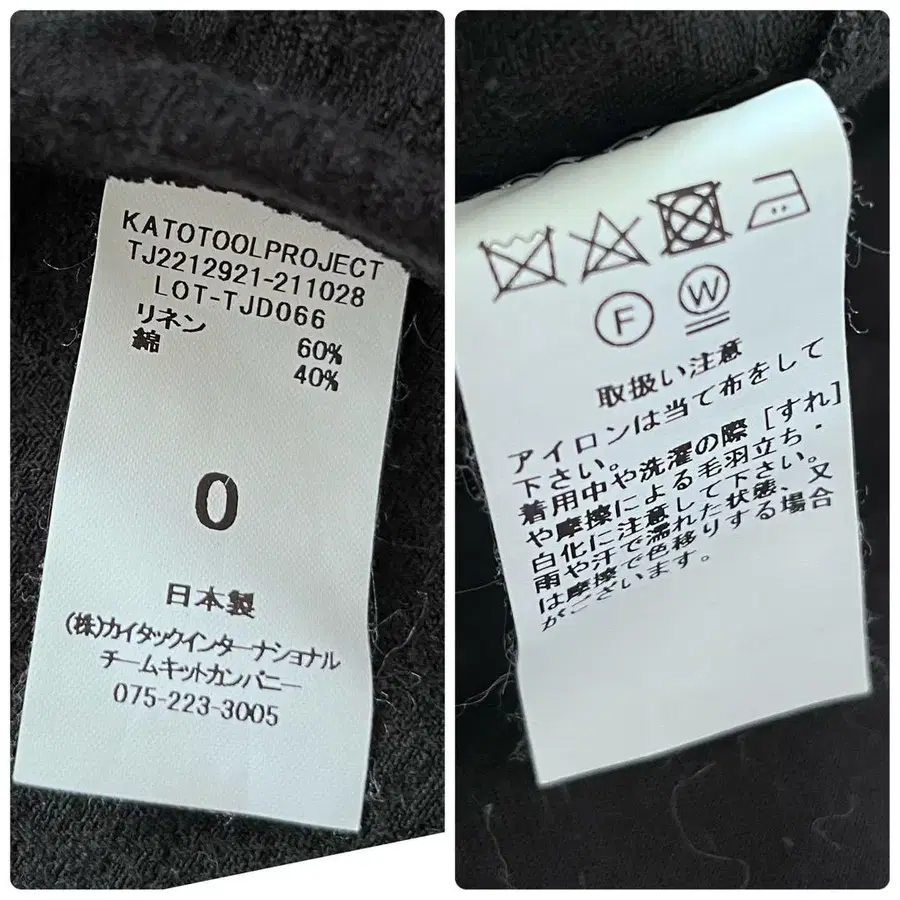 KATOTOOLPROJECT
TJ2212921-211028
LOT-TJD066
リネン 60%
綿 40%
0
日本製
(株)カイタックインターナショナル
チームキットカンパニー
075-223-3005
F W
取扱い注意
アイロンは当て布をして
下さい。
着用中や洗濯の際[すれ]
や摩擦による毛羽立ち・
白化に注意して下さい。
雨や汗で濡れた状態、又
は摩擦で色移りする場合
がございます。